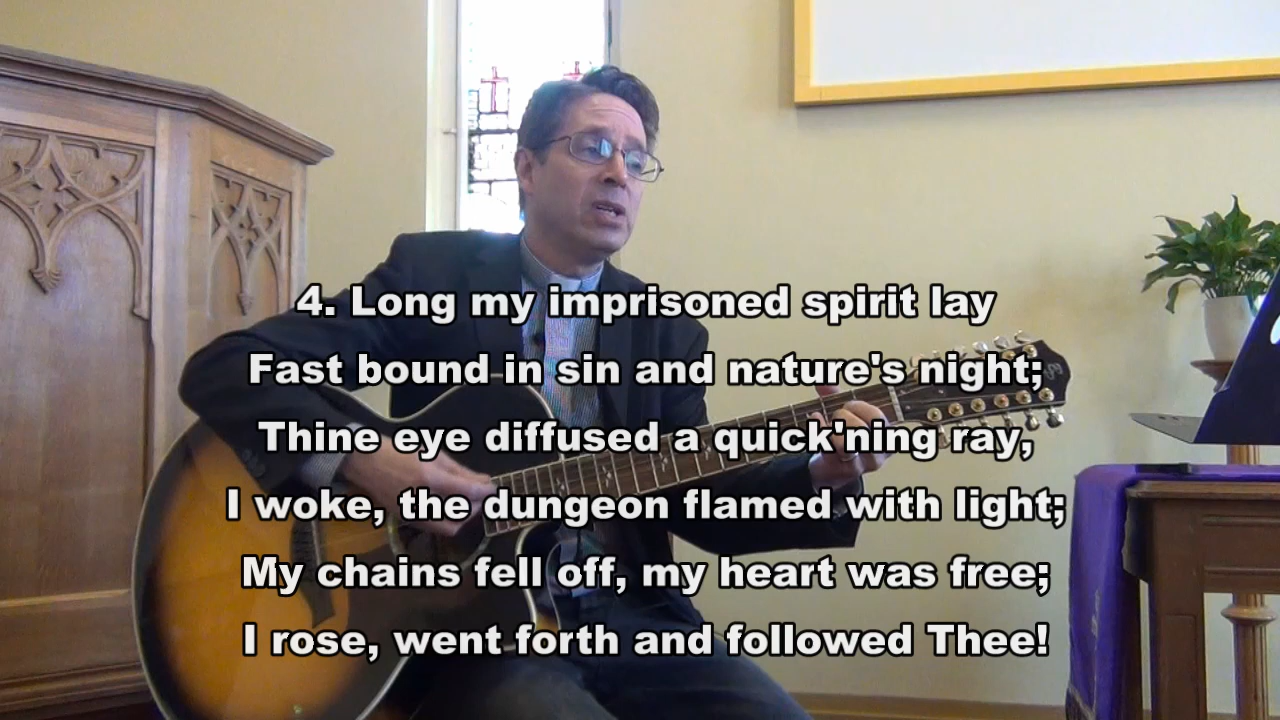 4. Long my imprisoned spirit lay
Fast bound in sin and nature's night;
Thine eye diffused a quick'ning ray,
I woke, the dungeon flamed with light;
My chains fell off, my heart was free;
I rose, went forth and followed Thee!